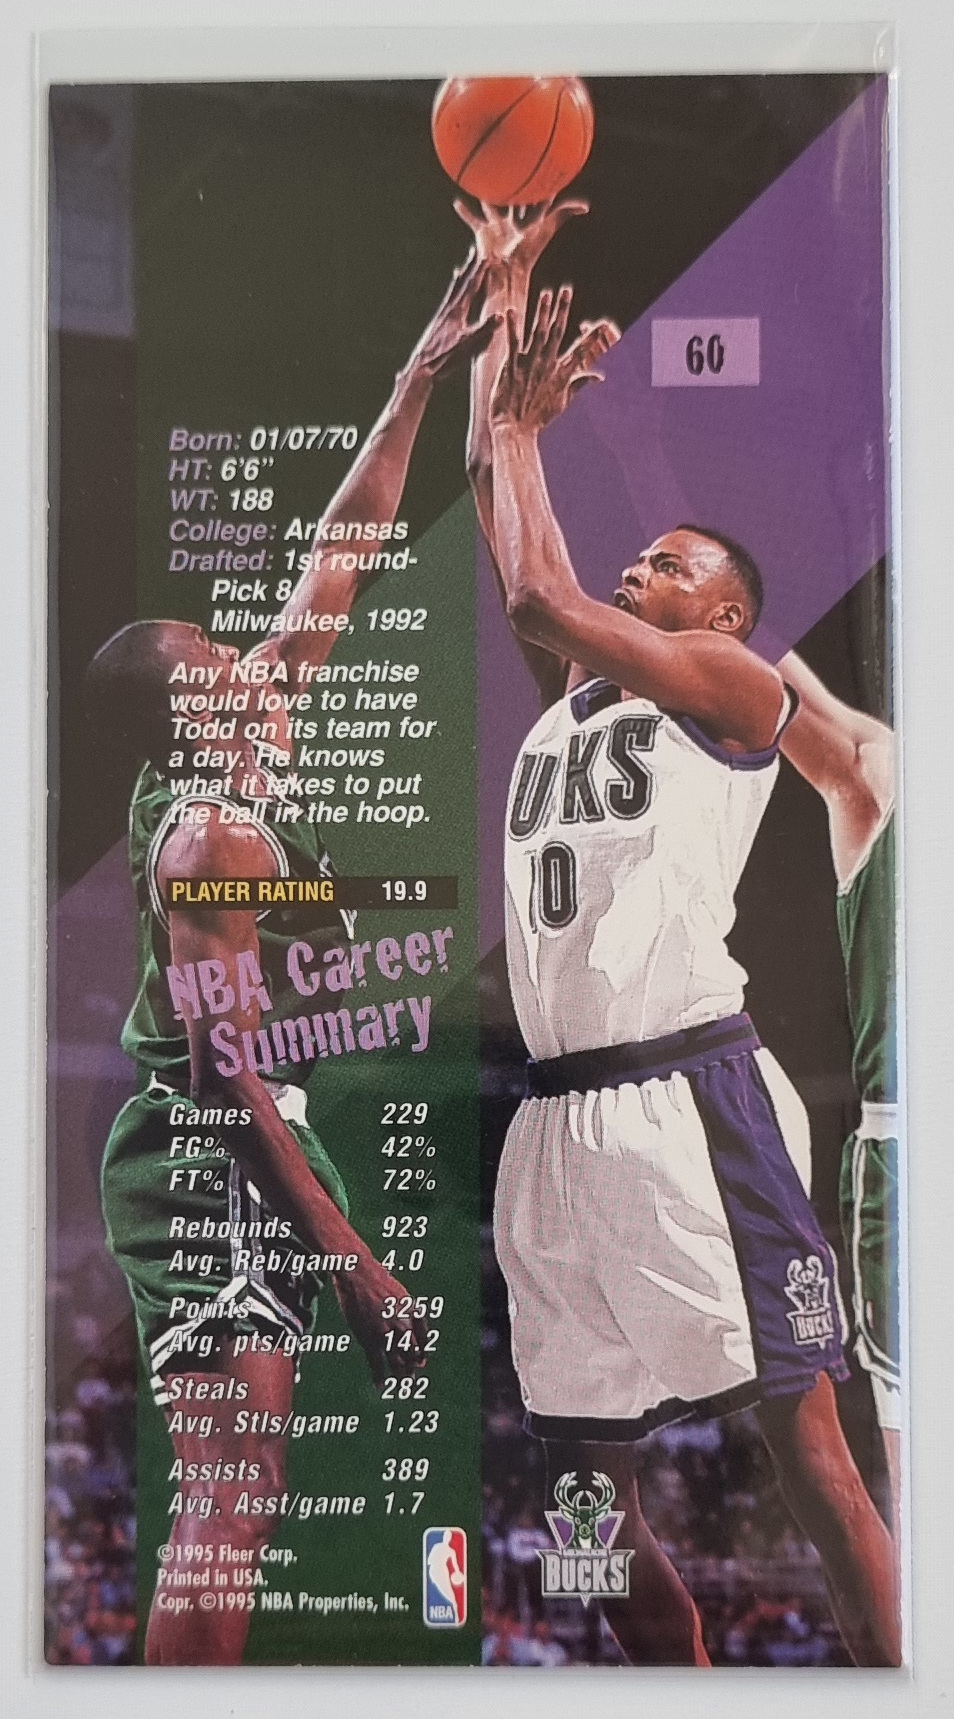 60
Born: 01/07/70
HT: 6'6"
WT: 188
College: Arkansas
Drafted: 1st round-
Pick 8,
Milwaukee, 1992
Any NBA franchise
would love to have
Todd on its team for
a day. He knows
what it takes to put
the ball in the hoop.
PLAYER RATING 19.9
NBA Career
Summary
Games 229
FG% 42%
FT% 72%
Rebounds 923
Avg. Reb/game 4.0
Points 3259
Avg. pts/game 14.2
Steals 282
Avg. Stls/game 1.23
Assists 389
Avg. Asst/game 1.7
©1995 Fleer Corp.
Printed in USA.
Copr. ©1995 NBA Properties, Inc.
NBA
UKS
10
BUCKS
MILWAUKEE
BUCKS